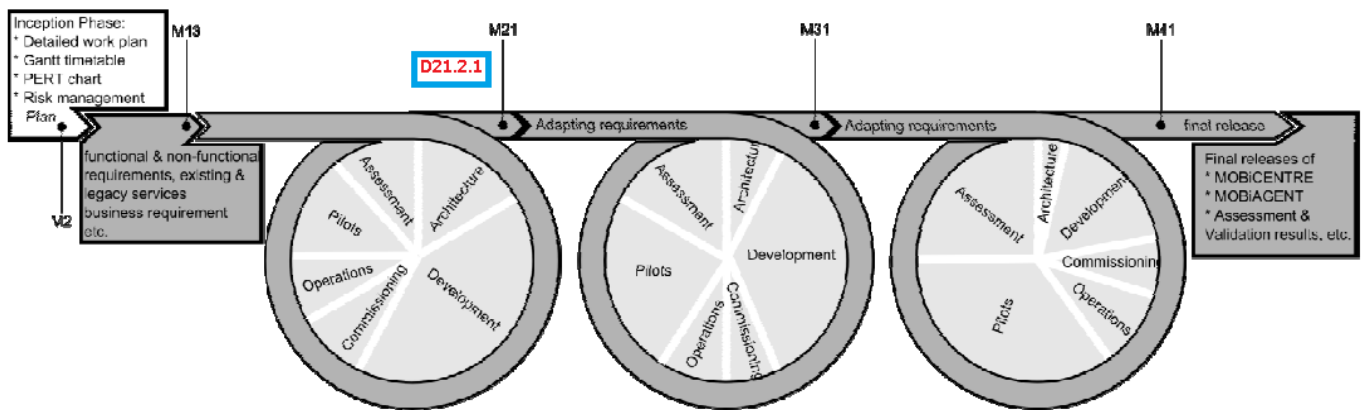 Inception Phase:
* Detailed work plan
* Gantt timetable
* PERT chart
* Risk management
Plan
M13
M21
M31
M41
D21.2.1
Adapting requirements
Adapting requirements
final release
functional & non-functional
requirements, existing &
legacy services
business requirement
etc.
M2
Final releases of
* MOBiCENTRE
* MOBiAGENT
* Assessment &
Validation results, etc.
Assessment
Architecture
Pilots
Operations
Commissioning
Development
Assessment
Architectur
Pilots
Development
Operations
Commissioning
Assessment
Architecture
Development
Commissioning
Operations
Pilots